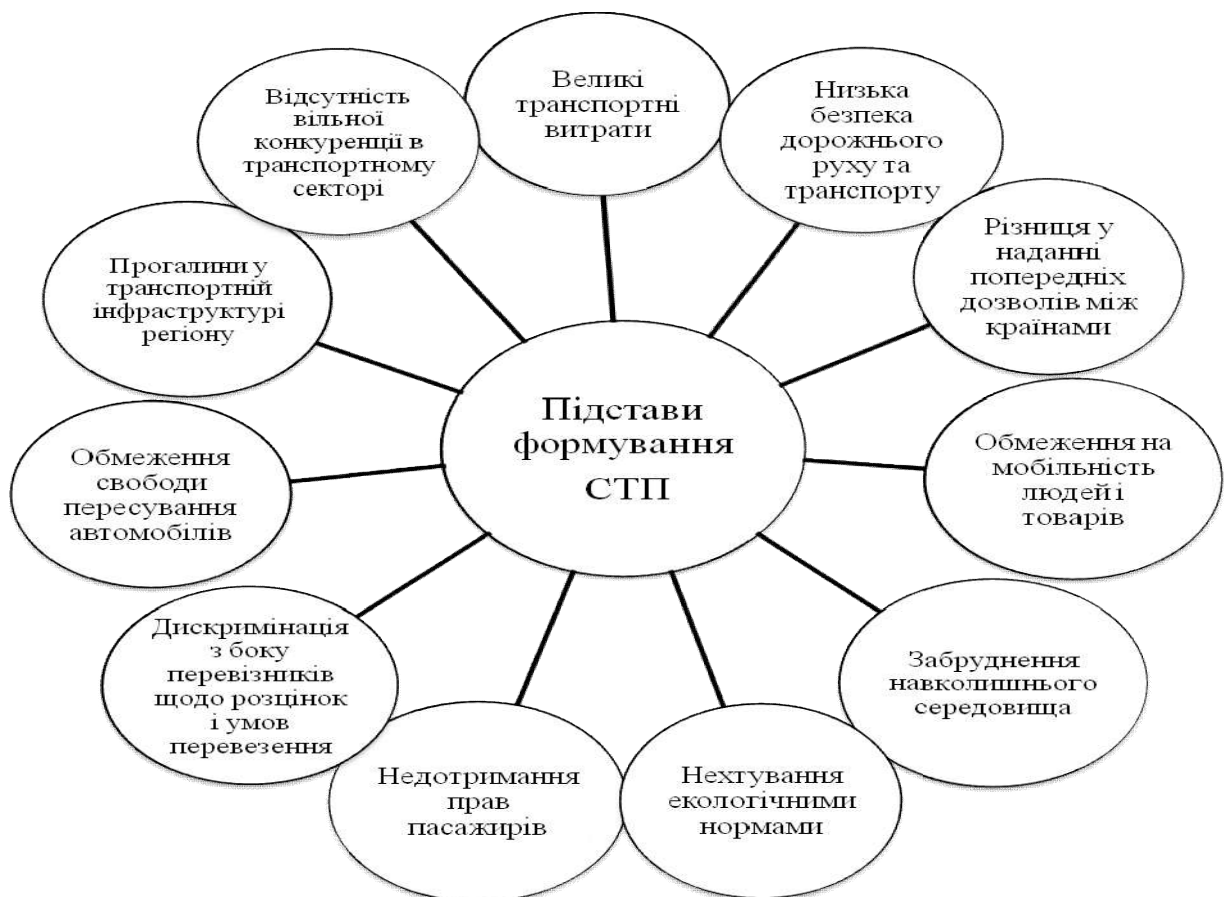 Великі
транспортні
витрати
Низька
безпека
дорожнього
руху та
транспорту
Різниця у
наданні
попередніх
дозволів між
країнами
Обмеження на
мобільність
людей і
товарів
Забруднення
навколишнього
середовища
Нехтування
екологічними
нормами
Недотримання
прав
пасажирів
Дискримінація
з боку
перевізників
щодо розцінок
і умов
перевезення
Обмеження
свободи
пересування
автомобілів
Прогалини у
транспортній
інфраструктурі
регіону
Відсутність
вільної
конкуренції в
транспортному
секторі
Підстави
формування
СТП